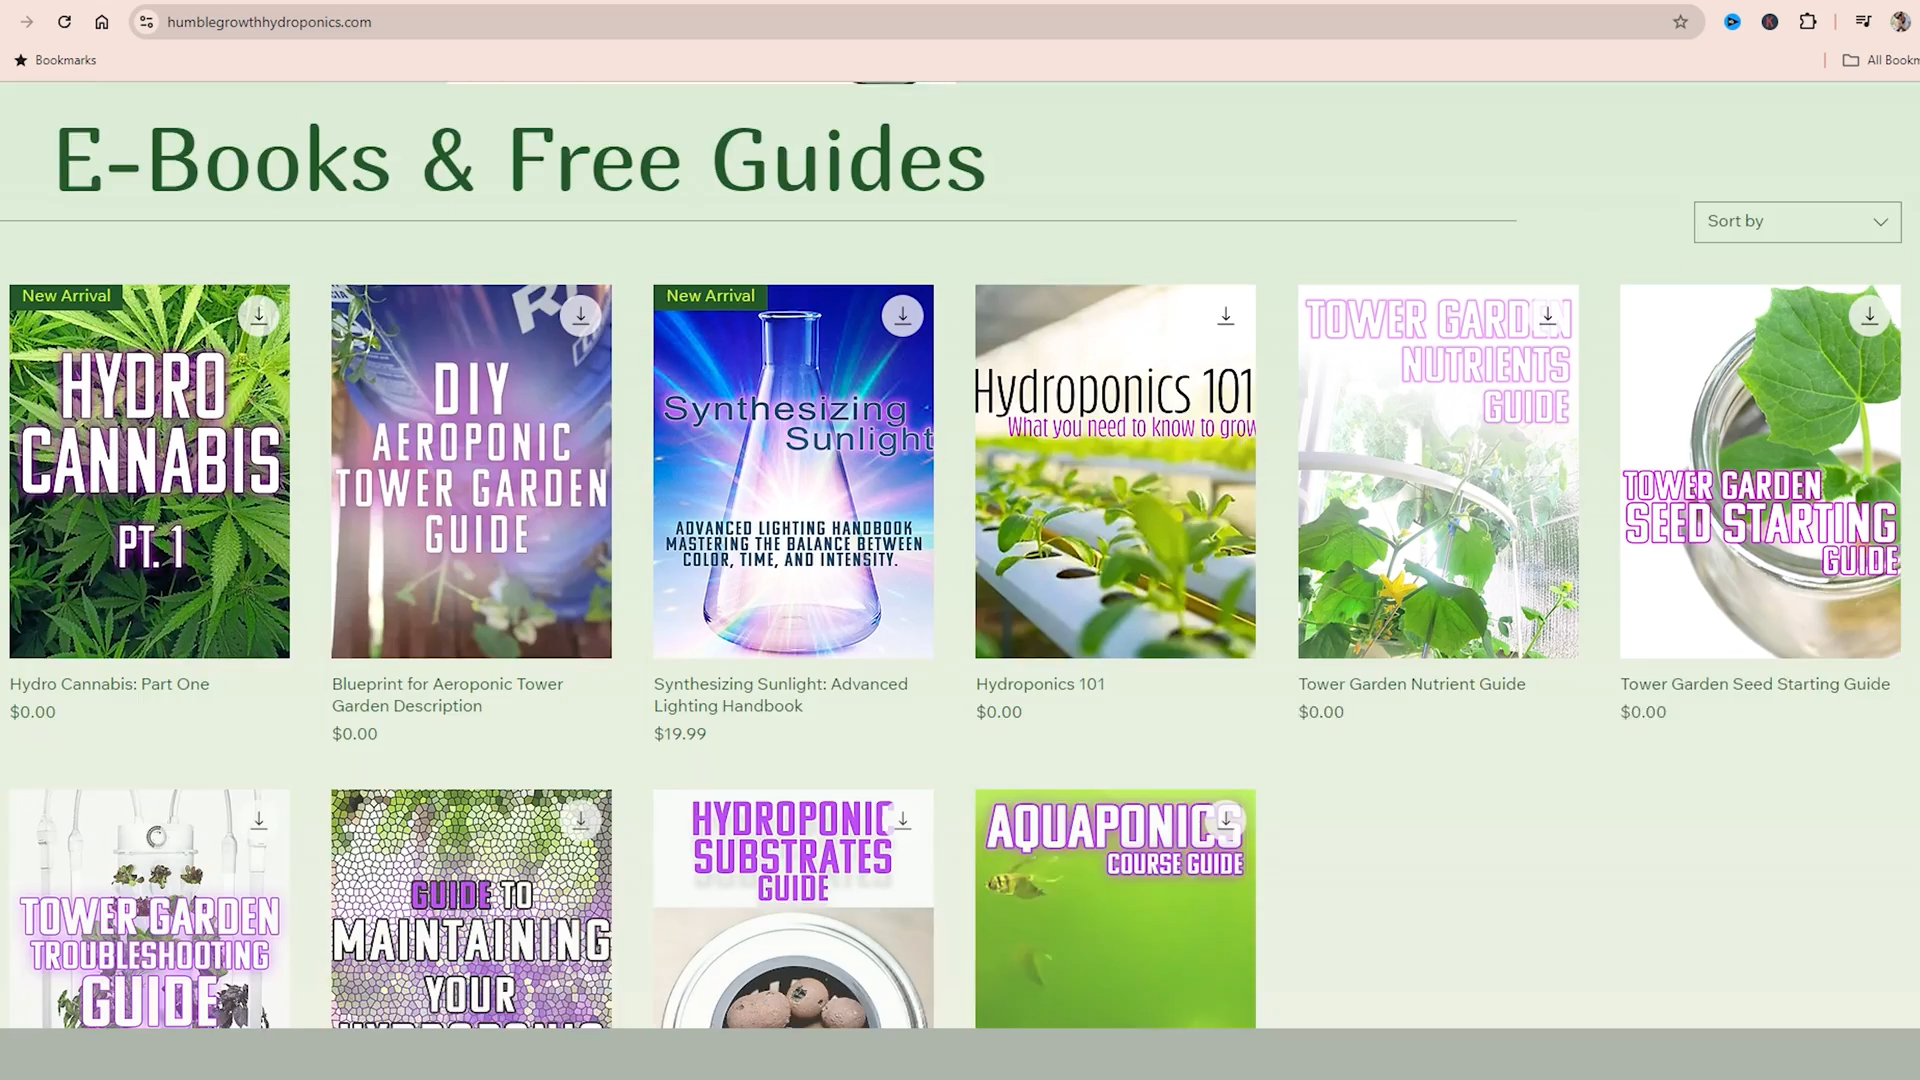 humblegrowthhydroponics.com
Bookmarks
All Bookm
E-Books & Free Guides
Sort by
New Arrival
HYDRO
CANNABIS
PT. 1
Hydro Cannabis: Part One
$0.00
DIY
AEROPONIC
TOWER GARDEN
GUIDE
Blueprint for Aeroponic Tower
Garden Description
$0.00
New Arrival
Synthesizing
Sunlight
ADVANCED LIGHTING HANDBOOK
MASTERING THE BALANCE BETWEEN
COLOR, TIME, AND INTENSITY.
Synthesizing Sunlight: Advanced
Lighting Handbook
$19.99
Hydroponics 101
What you need to know to grow
Hydroponics 101
$0.00
TOWER GARDEN
NUTRIENTS
GUIDE
Tower Garden Nutrient Guide
$0.00
TOWER GARDEN
SEED STARTING
GUIDE
Tower Garden Seed Starting Guide
$0.00
TOWER GARDEN
TROUBLESHOOTING
GUIDE
GUIDE TO
MAINTAINING
YOUR
HYDROPONIC
SUBSTRATES
GUIDE
AQUAPONICS
COURSE GUIDE